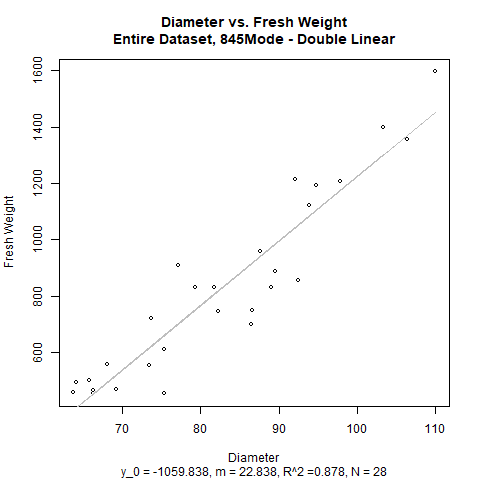 Diameter vs. Fresh Weight
Entire Dataset, 845Mode - Double Linear
Fresh Weight
1600
1400
1200
1000
800
600
70 80 90 100 110
Diameter
y_0 = -1059.838, m = 22.838, R^2 =0.878, N = 28